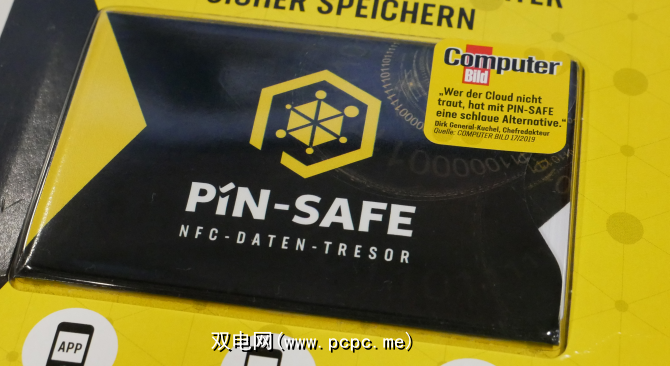 SICHER SPEICHERN
Computer
Bild
„Wer der Cloud nicht
traut, hat mit PIN-SAFE
eine schlaue Alternative.“
Dirk General-Kuchel, Chefredakteur
Quelle: COMPUTER BILD 17/2019
PIN-SAFE
NFC-DATEN-TRESOR
APP
双电网(www.pcpc.me)